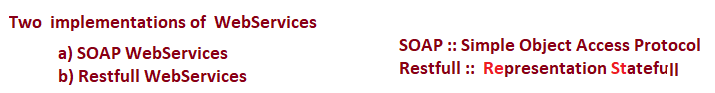 Two implementations of WebServices
a) SOAP WebServices
b) Restfull WebServices
SOAP :: Simple Object Access Protocol
Restfull :: Representation Statefull